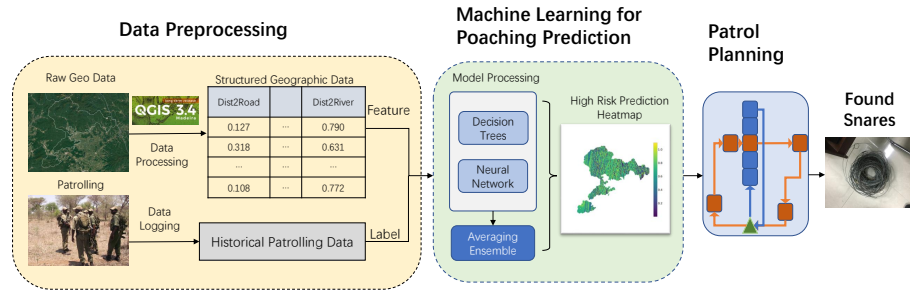 Data Preprocessing
Machine Learning for
Poaching Prediction
Patrol
Planning
Raw Geo Data
QGIS 3.4
Madeira
Data
Processing
Structured Geographic Data
Dist2Road Dist2River
0.127 ... 0.790
0.318 ... 0.631
... ...
0.108 ... 0.772
Feature
Patrolling
Data
Logging
Historical Patrolling Data
Label
Model Processing
Decision
Trees
Neural
Network
Averaging
Ensemble
High Risk Prediction
Heatmap
Found
Snares